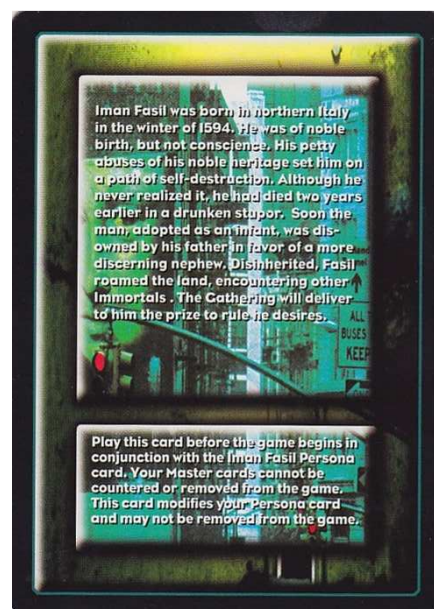 Iman Fasil was born in northern Italy
in the winter of 1594. He was of noble
birth, but not conscience. His petty
abuses of his noble heritage set him on
a path of self-destruction. Although he
never realized it, he had died two years
earlier in a drunken stupor. Soon the
man, adopted as an infant, was dis-
owned by his father in favor of a more
discerning nephew. Disinherited, Fasil
roamed the land, encountering other
Immortals . The Gathering will deliver
to him the prize to rule he desires.
ALL
BUSES
KEEP
Play this card before the game begins in
conjunction with the Iman Fasil Persona
card. Your Master cards cannot be
countered or removed from the game.
This card modifies your Persona card
and may not be removed from the game.